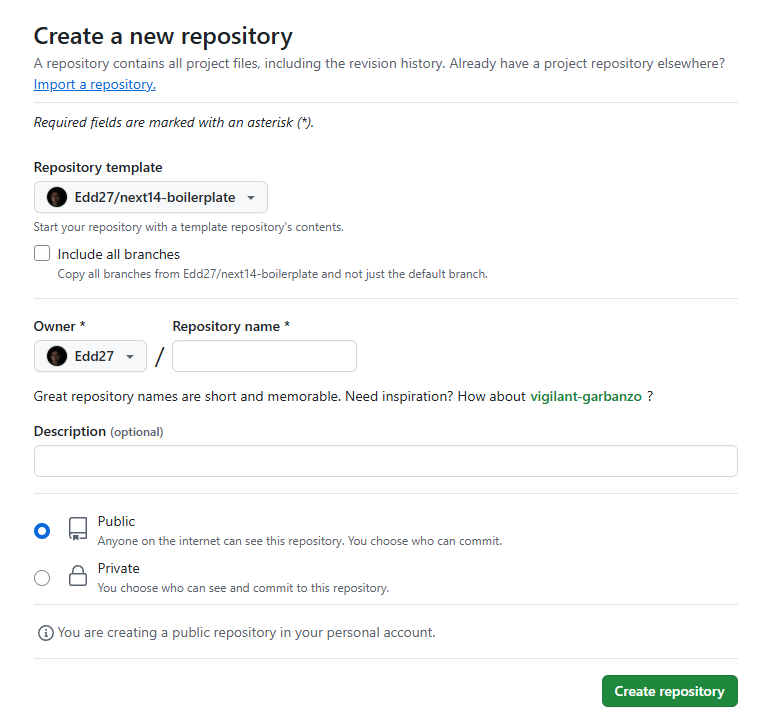 Create a new repository
A repository contains all project files, including the revision history. Already have a project repository elsewhere?
Import a repository.
Required fields are marked with an asterisk (*).
Repository template
Edd27/next14-boilerplate
Start your repository with a template repository's contents.
Include all branches
Copy all branches from Edd27/next14-boilerplate and not just the default branch.
Owner * Repository name *
Edd27 /
Great repository names are short and memorable. Need inspiration? How about vigilant-garbanzo ?
Description (optional)
Public
Anyone on the internet can see this repository. You choose who can commit.
Private
You choose who can see and commit to this repository.
You are creating a public repository in your personal account.
Create repository